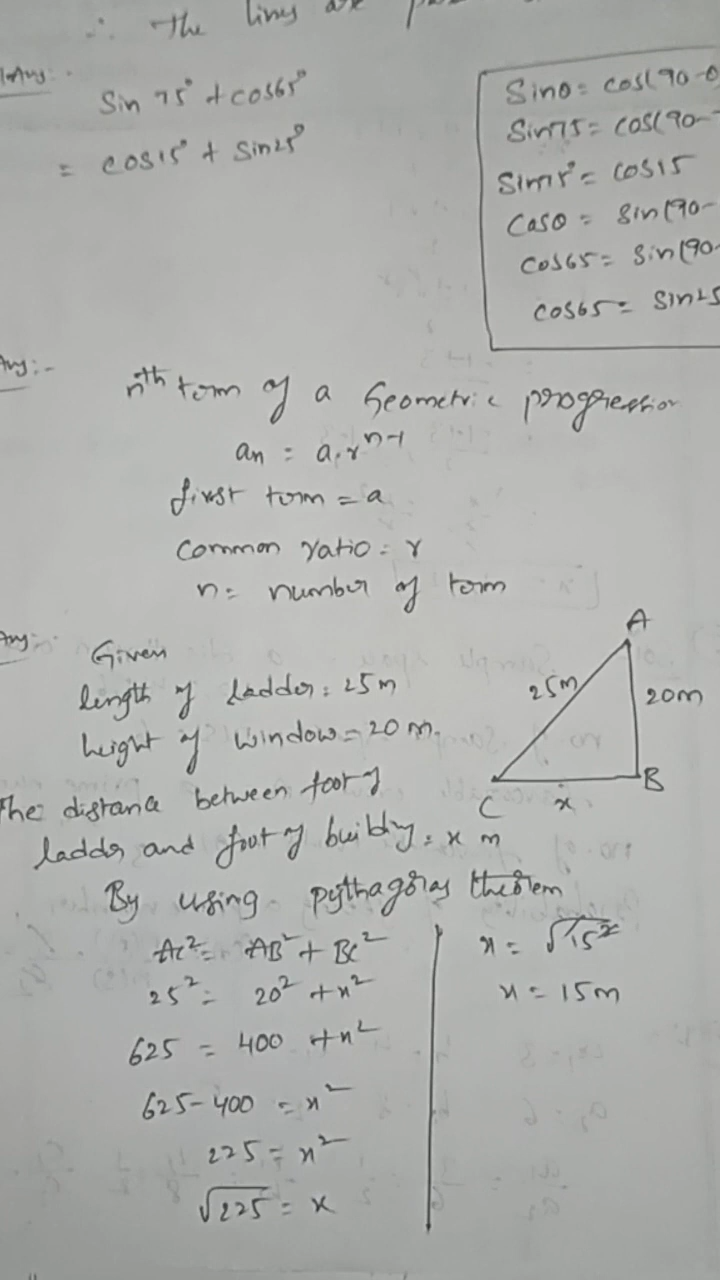 ∴ The lines are
Ans:-
Sin 75° + cos65°
= cos15° + Sin25°
Sinθ = cos(90-θ
Sin75 = cos(90-
Sin75° = cos15
Cosθ = Sin(90-
cos65 = Sin(90-
cos65 = Sin25
Ans:-
nth term of a Geometric progression
an = a.r^n-1
first term = a
Common ratio = r
n = number of term
Ans:-
Given
length of ladder = 25m
height of window = 20 m.
The distance between foot of
ladder and foot of building = x m
A
25m
20m
B
C
x
By using pythagoras theorem
AC² = AB² + BC²
25² = 20² + x²
625 = 400 + x²
625-400 = x²
225 = x²
√225 = x
x = √15²
x = 15m